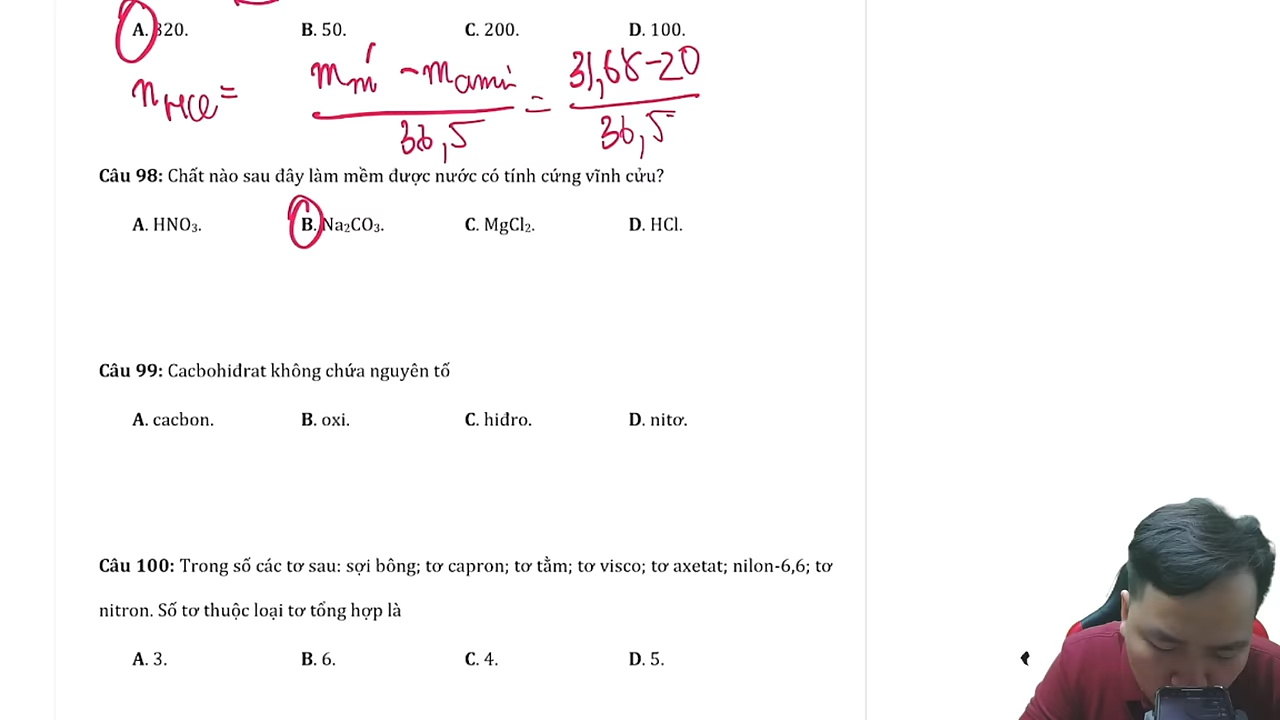 A. 320. B. 50. C. 200. D. 100.
n HCl = m m' - m amin / 36,5 = 31,68-20 / 36,5
Câu 98: Chất nào sau đây làm mềm được nước có tính cứng vĩnh cửu?
A. HNO₃. B. Na₂CO₃. C. MgCl₂. D. HCl.
Câu 99: Cacbohiđrat không chứa nguyên tố
A. cacbon. B. oxi. C. hiđro. D. nitơ.
Câu 100: Trong số các tơ sau: sợi bông; tơ capron; tơ tằm; tơ visco; tơ axetat; nilon-6,6; tơ
nitron. Số tơ thuộc loại tơ tổng hợp là
A. 3. B. 6. C. 4. D. 5.